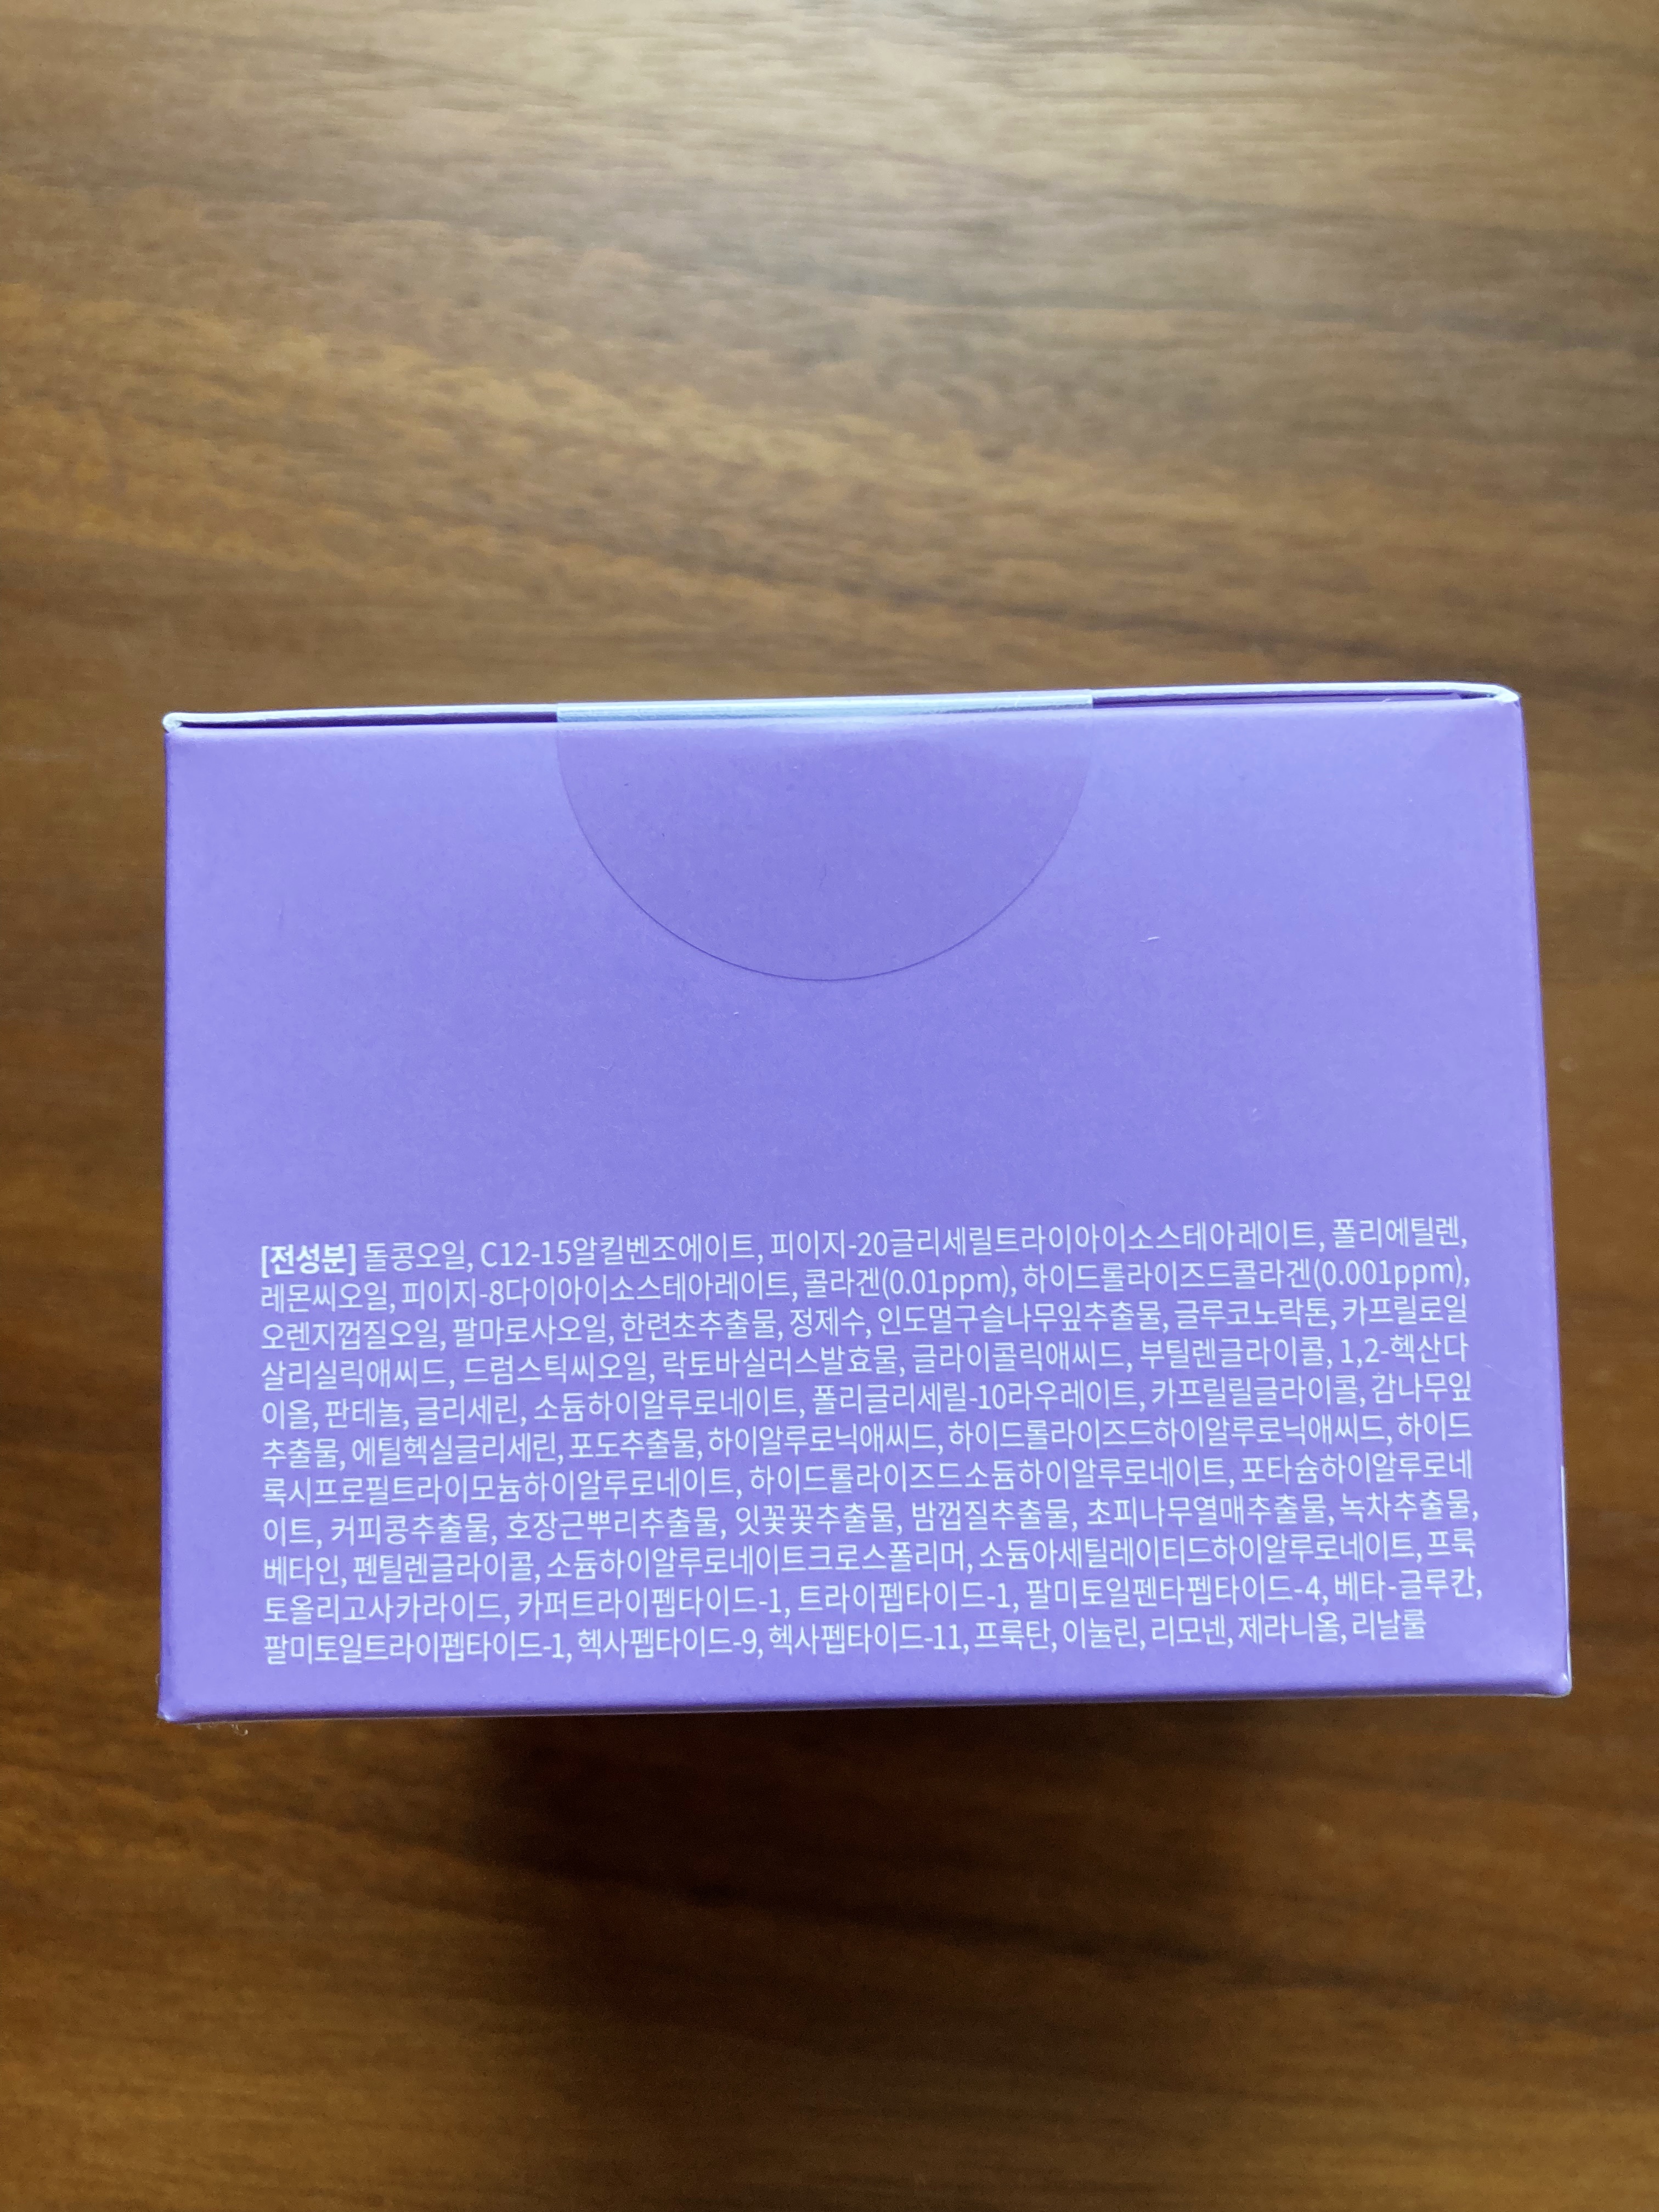 [전성분] 돌콩오일, C12-15알킬벤조에이트, 피이지-20글리세릴트라이아이소스테아레이트, 폴리에틸렌,
레몬씨오일, 피이지-8다이아이소스테아레이트, 콜라겐(0.01ppm), 하이드롤라이즈드콜라겐(0.001ppm),
오렌지껍질오일, 팔마로사오일, 한련초추출물, 정제수, 인도멀구슬나무잎추출물, 글루코노락톤, 카프릴로일
살리실릭애씨드, 드럼스틱씨오일, 락토바실러스발효물, 글라이콜릭애씨드, 부틸렌글라이콜, 1,2-헥산다
이올, 판테놀, 글리세린, 소듐하이알루로네이트, 폴리글리세릴-10라우레이트, 카프릴릴글라이콜, 감나무잎
추출물, 에틸헥실글리세린, 포도추출물, 하이알루로닉애씨드, 하이드롤라이즈드하이알루로닉애씨드, 하이드
록시프로필트라이모늄하이알루로네이트, 하이드롤라이즈드소듐하이알루로네이트, 포타슘하이알루로네
이트, 커피콩추출물, 호장근뿌리추출물, 잇꽃꽃추출물, 밤껍질추출물, 초피나무열매추출물, 녹차추출물,
베타인, 펜틸렌글라이콜, 소듐하이알루로네이트크로스폴리머, 소듐아세틸레이티드하이알루로네이트, 프룩
토올리고사카라이드, 카퍼트라이펩타이드-1, 트라이펩타이드-1, 팔미토일펜타펩타이드-4, 베타-글루칸,
팔미토일트라이펩타이드-1, 헥사펩타이드-9, 헥사펩타이드-11, 프룩탄, 이눌린, 리모넨, 제라니올, 리날룰